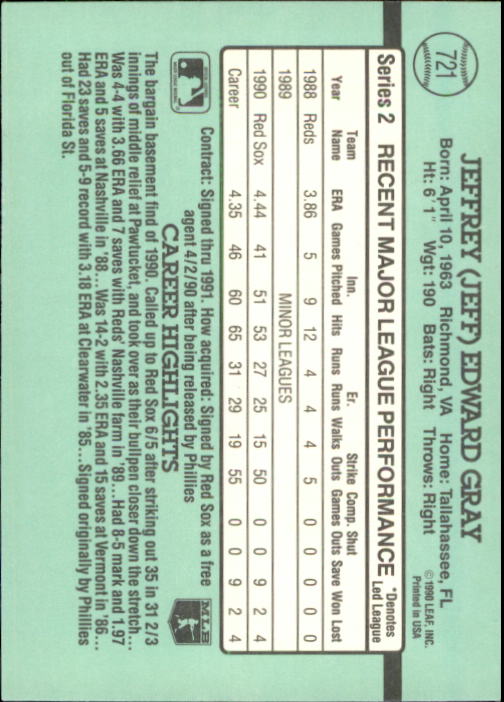 721
JEFFREY (JEFF) EDWARD GRAY
Born: April 10, 1963 Richmond, VA Home: Tallahassee, FL
Ht: 6' 1" Wgt: 190 Bats: Right Throws: Right
©1990 LEAF, INC.
Printed in USA
Series 2 RECENT MAJOR LEAGUE PERFORMANCE *Denotes Led League
Year Team Name ERA Games Inn. Pitched Hits Runs Er. Runs Walks Strike Outs Comp. Games Shut Outs Save Won Lost
1988 Reds 3.86 5 9 12 4 4 4 5 0 0 0 0 0
1989 MINOR LEAGUES
1990 Red Sox 4.44 41 51 53 27 25 15 50 0 0 9 2 4
Career 4.35 46 60 65 31 29 19 55 0 0 9 2 4
Contract: Signed thru 1991. How acquired: Signed by Red Sox as a free
agent 4/2/90 after being released by Phillies
CAREER HIGHLIGHTS
MLB
The bargain basement find of 1990. Called up to Red Sox 6/5 after striking out 35 in 31 2/3
innings of middle relief at Pawtucket, and took over as their bullpen closer down the stretch...
Was 4-4 with 3.66 ERA and 7 saves with Reds' Nashville farm in '89...Had 8-5 mark and 1.97
ERA and 5 saves at Nashville in '88... Was 14-2 with 2.35 ERA and 15 saves at Vermont in '86...
Had 23 saves and 5-9 record with 3.18 ERA at Clearwater in '85...Signed originally by Phillies
out of Florida St.